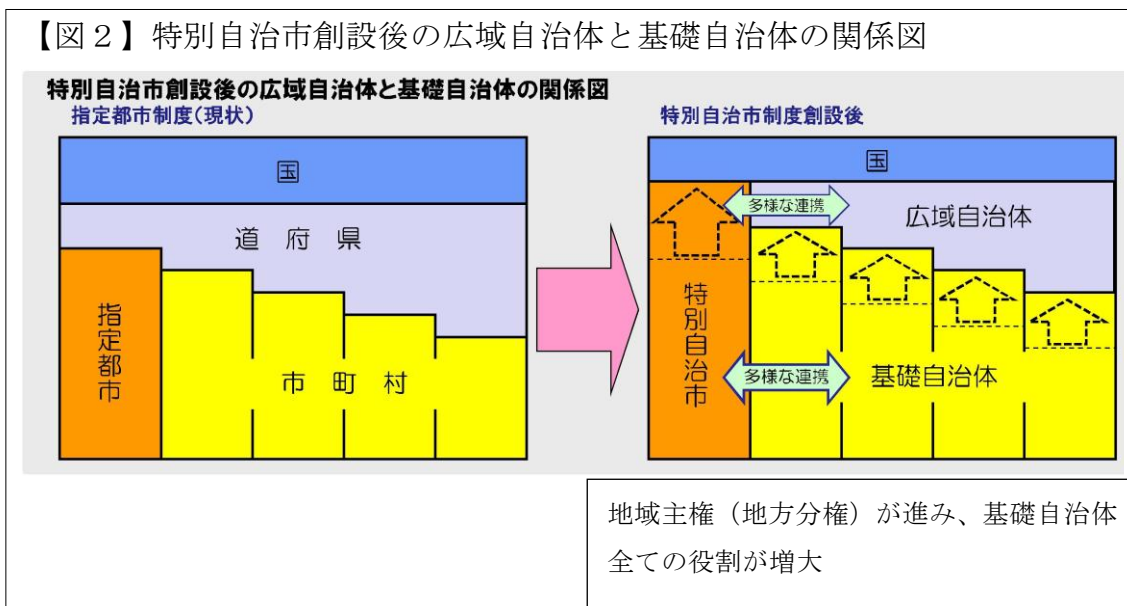 【図２】特別自治市創設後の広域自治体と基礎自治体の関係図
特別自治市創設後の広域自治体と基礎自治体の関係図
指定都市制度(現状)
国
道府県
指定都市
市町村
特別自治市制度創設後
国
多様な連携
広域自治体
特別自治市
多様な連携
基礎自治体
地域主権（地方分権）が進み、基礎自治体
全ての役割が増大